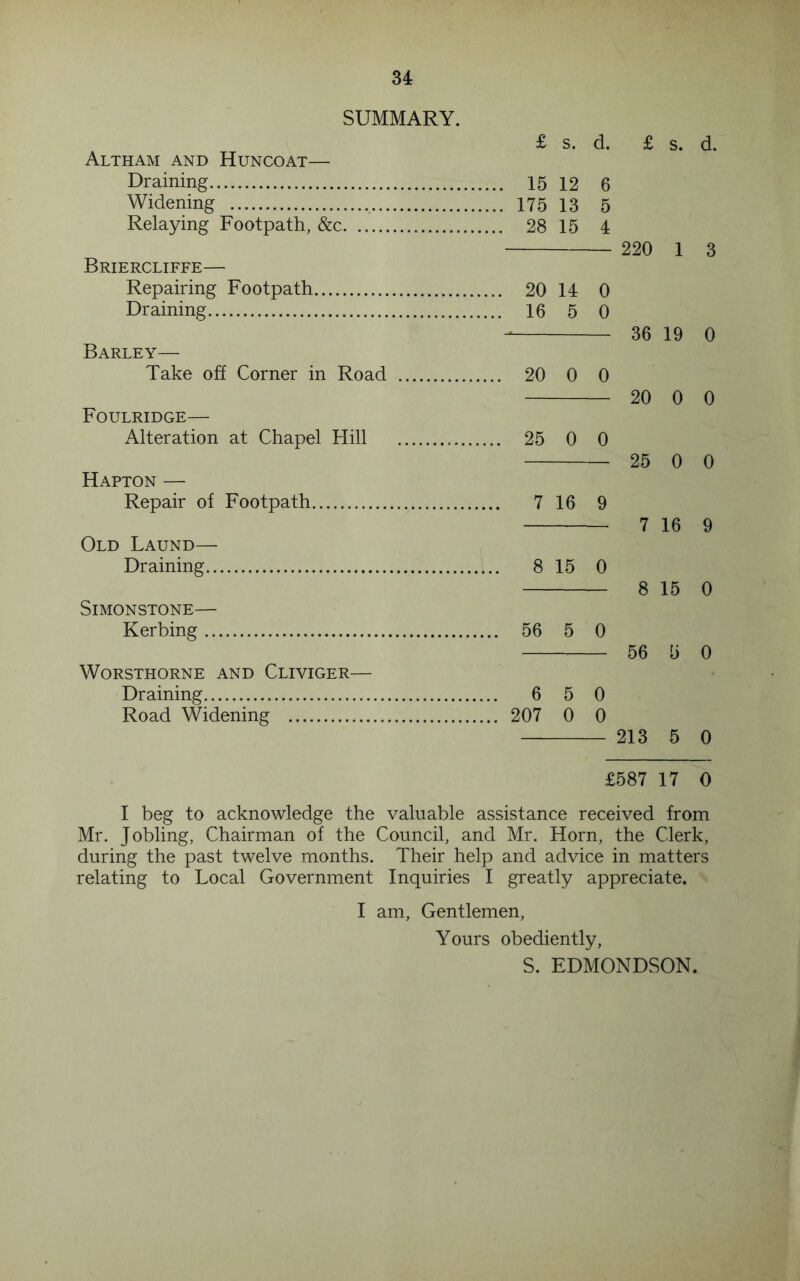 34
SUMMARY.
£ s. d. £ s. d.
ALTHAM AND HUNCOAT—
Draining........................................ 15 12 6
Widening ........................................ 175 13 5
Relaying Footpath, &c. ........................ 28 15 4
220 1 3
BRIERCLIFFE—
Repairing Footpath............................ 20 14 0
Draining........................................ 16 5 0
36 19 0
BARLEY—
Take off Corner in Road ................ 20 0 0
20 0 0
FOULRIDGE—
Alteration at Chapel Hill ............... 25 0 0
25 0 0
HAPTON —
Repair of Footpath............................ 7 16 9
7 16 9
OLD LAUND—
Draining........................................ 8 15 0
8 15 0
SIMONSTONE—
Kerbing ........................................ 56 5 0
56 5 0
WORSTHORNE AND CLIVIGER—
Draining........................................ 6 5 0
Road Widening ................................ 207 0 0
213 5 0
£587 17 0
I beg to acknowledge the valuable assistance received from
Mr. Jobling, Chairman of the Council, and Mr. Horn, the Clerk,
during the past twelve months. Their help and advice in matters
relating to Local Government Inquiries I greatly appreciate.
I am, Gentlemen,
Yours obediently,
S. EDMONDSON.